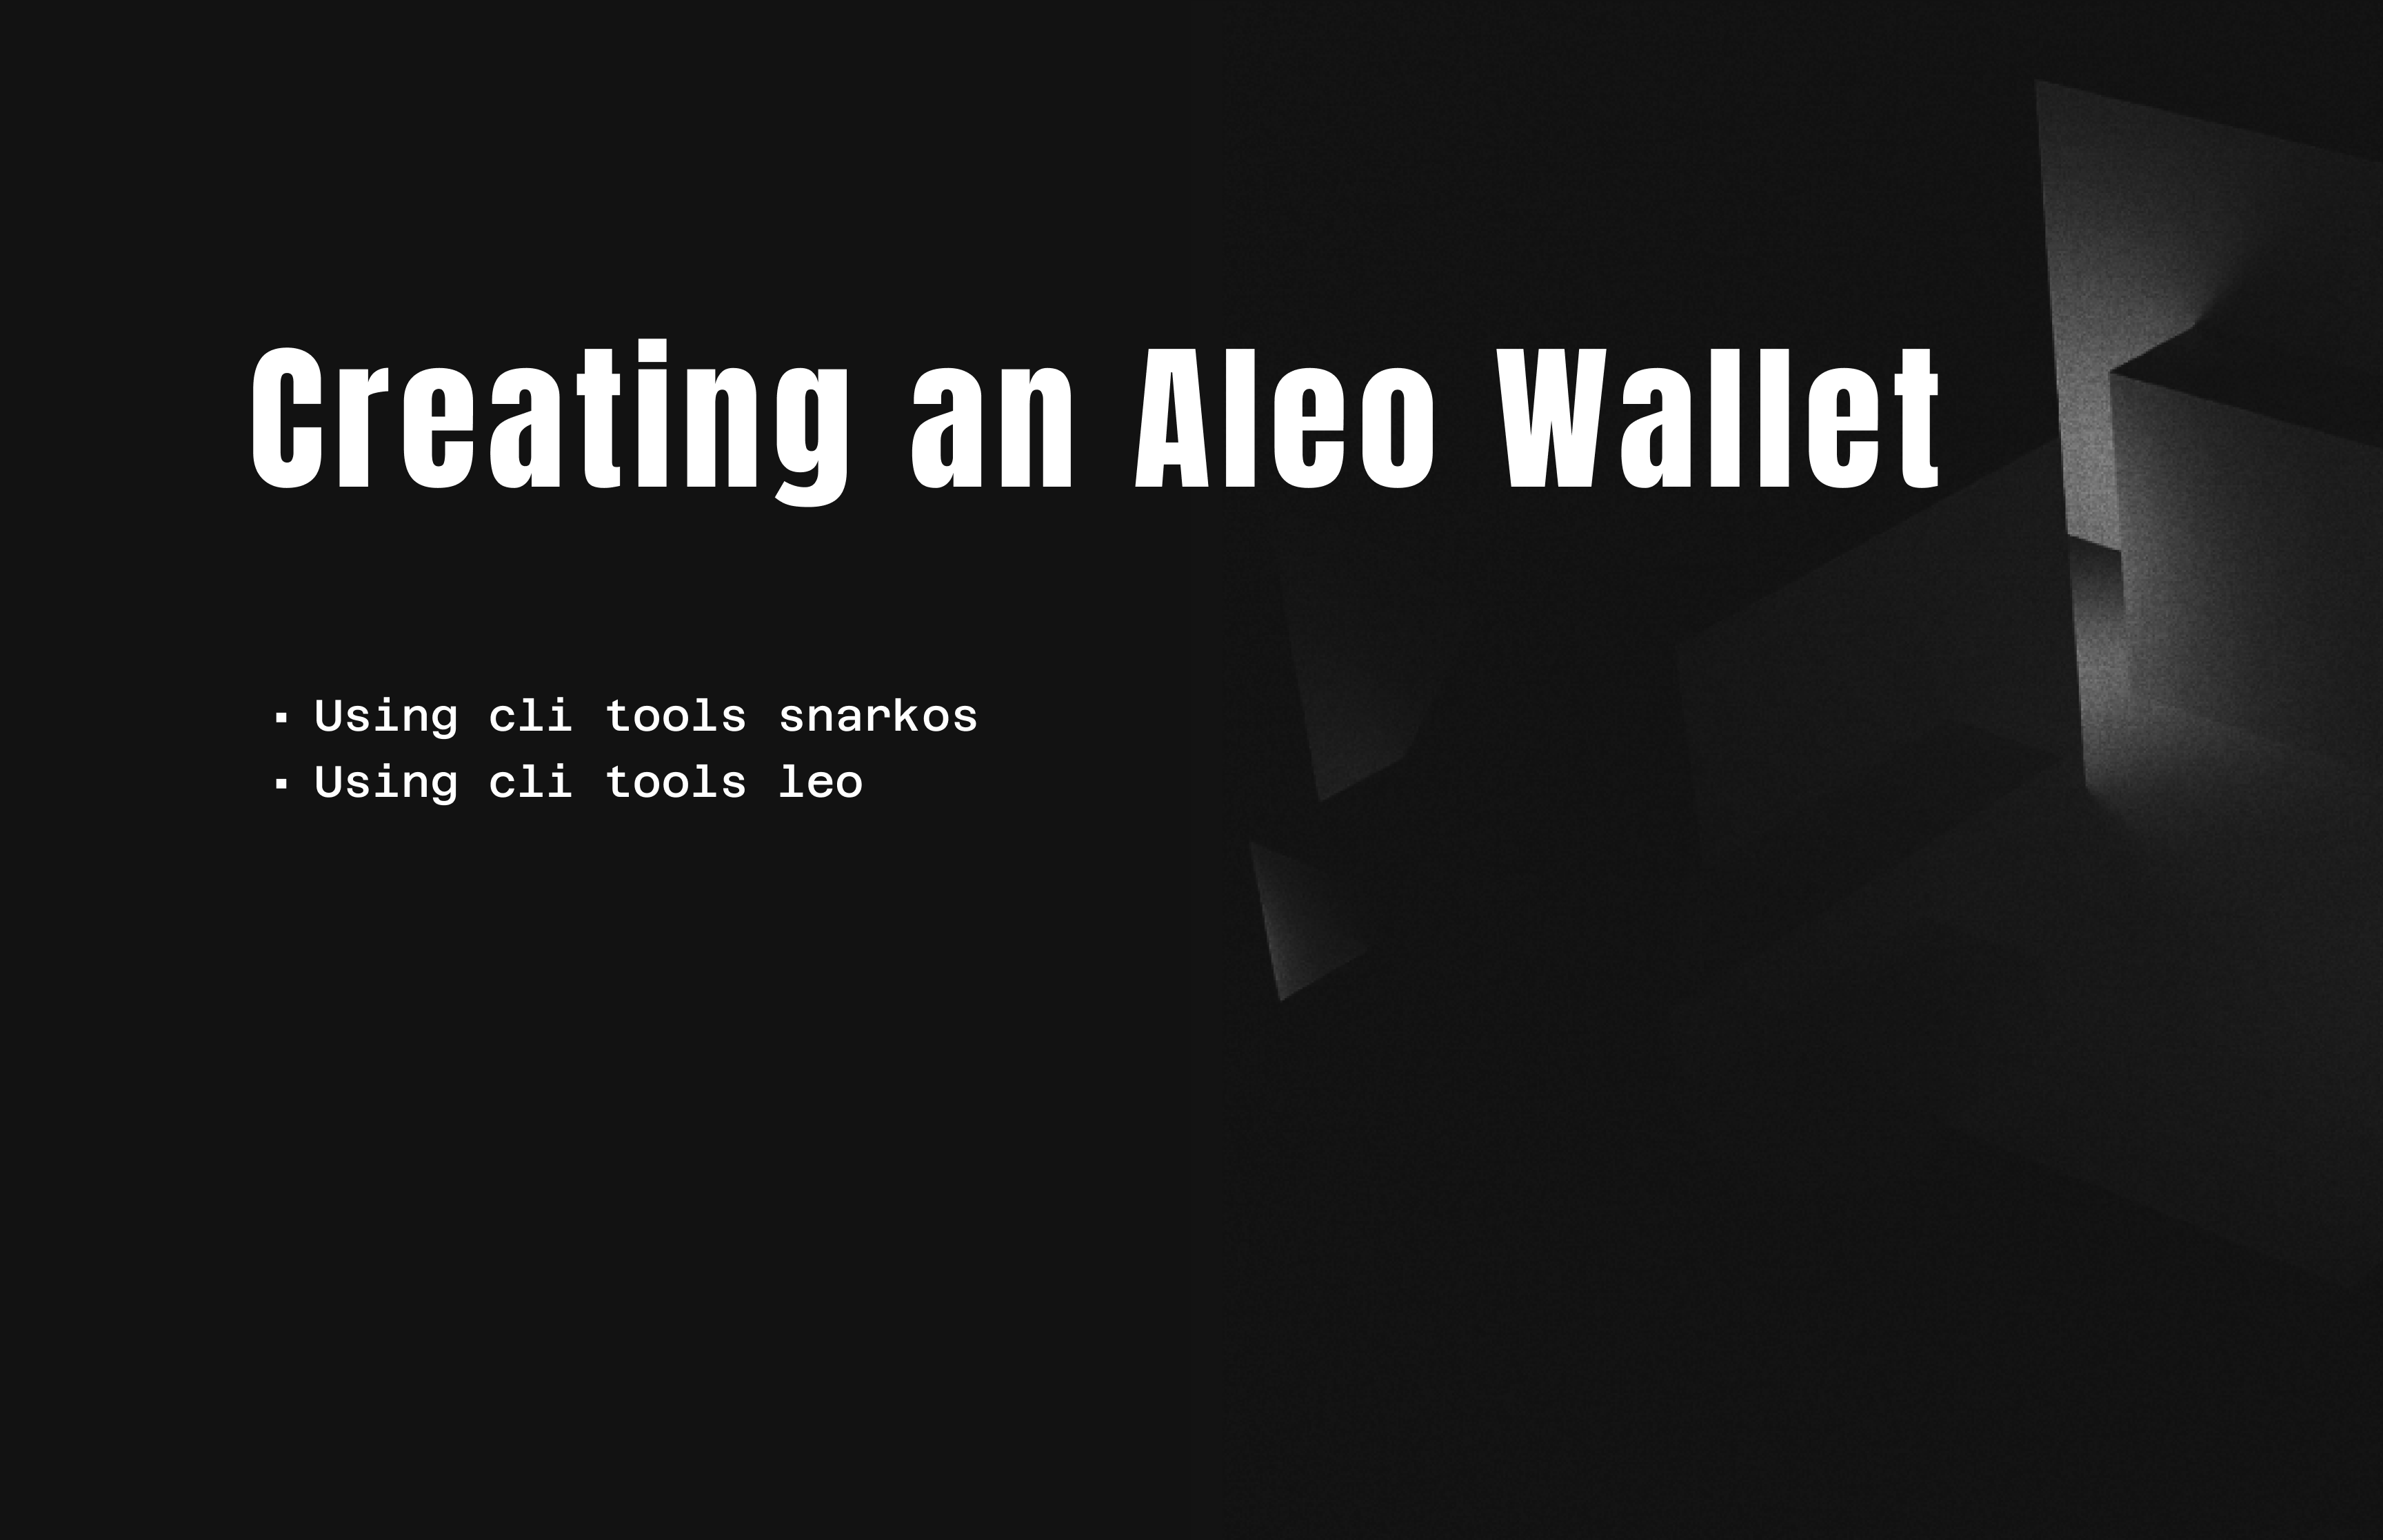 Creating an Aleo Wallet
▪ Using cli tools snarkos
▪ Using cli tools leo